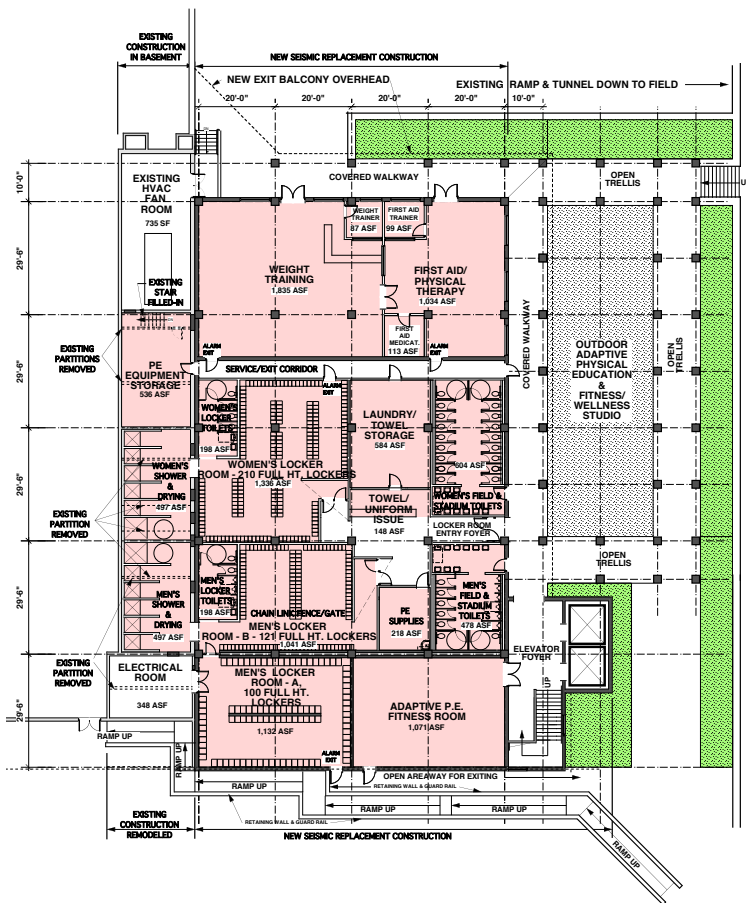 EXISTING
CONSTRUCTION
IN BASEMENT
NEW SEISMIC REPLACEMENT CONSTRUCTION
NEW EXIT BALCONY OVERHEAD
EXISTING RAMP & TUNNEL DOWN TO FIELD
20'-0"
20'-0"
20'-0"
20'-0"
10'-0"
10'-0"
EXISTING
HVAC
FAN
ROOM
735 SF
COVERED WALKWAY
OPEN
TRELLIS
U
WEIGHT
TRAINER
87 ASF
FIRST AID
TRAINER
99 ASF
29'-6"
WEIGHT
TRAINING
1,835 ASF
FIRST AID/
PHYSICAL
THERAPY
1,034 ASF
EXISTING
STAIR
FILLED-IN
FIRST
AID
MEDICAT.
113 ASF
COVERED WALKWAY
EXISTING
PARTITIONS
REMOVED
ALARM
EXIT
ALARM
EXIT
SERVICE/EXIT CORRIDOR
OUTDOOR
ADAPTIVE
PHYSICAL
EDUCATION
&
FITNESS/
WELLNESS
STUDIO
OPEN
TRELLIS
29'-6"
PE
EQUIPMENT
STORAGE
536 ASF
ALARM
EXIT
WOMEN'S
LOCKER
TOILETS
198 ASF
LAUNDRY/
TOWEL
STORAGE
584 ASF
604 ASF
WOMEN'S LOCKER
ROOM - 210 FULL HT. LOCKERS
1,336 ASF
29'-6"
WOMEN'S
SHOWER
&
DRYING
497 ASF
EXISTING
PARTITION
REMOVED
TOWEL/
UNIFORM
ISSUE
148 ASF
WOMEN'S FIELD &
STADIUM TOILETS
LOCKER ROOM
ENTRY FOYER
OPEN
TRELLIS
29'-6"
MEN'S
SHOWER
&
DRYING
497 ASF
MEN'S
LOCKER
TOILETS
198 ASF
CHAIN LINK FENCE/GATE
MEN'S LOCKER
ROOM - B - 121 FULL HT. LOCKERS
1,041 ASF
PE
SUPPLIES
218 ASF
MEN'S
FIELD &
STADIUM
TOILETS
478 ASF
ELEVATOR
FOYER
EXISTING
PARTITION
REMOVED
29'-6"
ELECTRICAL
ROOM
348 ASF
MEN'S LOCKER
ROOM - A,
100 FULL HT.
LOCKERS
1,132 ASF
ADAPTIVE P.E.
FITNESS ROOM
1,071 ASF
UP
UP
ALARM
EXIT
RAMP UP
RAMP UP
OPEN AREAWAY FOR EXITING
RAMP UP
RETAINING WALL & GUARD RAIL
RAMP UP
RAMP UP
EXISTING
CONSTRUCTION
REMODELED
RETAINING WALL & GUARD RAIL
NEW SEISMIC REPLACEMENT CONSTRUCTION
RAMP UP